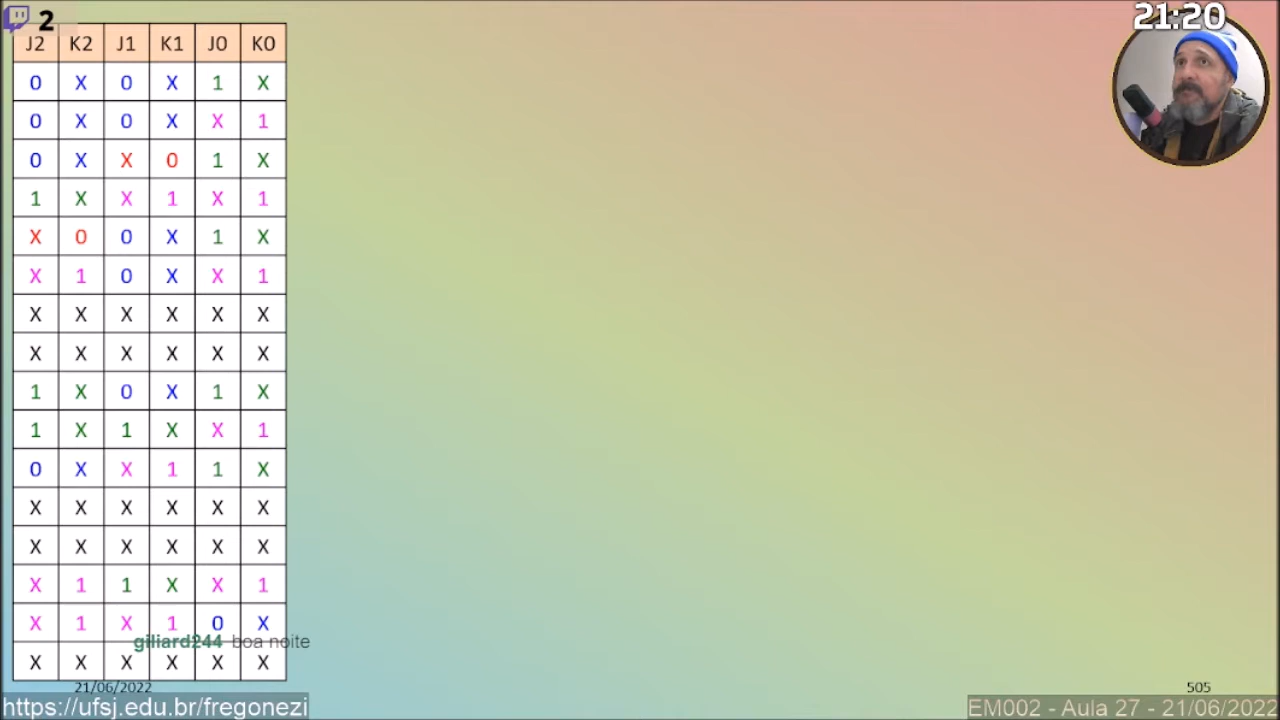 2
21:20
J2 K2 J1 K1 J0 K0
0 X 0 X 1 X
0 X 0 X X 1
0 X X 0 1 X
1 X X 1 X 1
X 0 0 X 1 X
X 1 0 X X 1
X X X X X X
X X X X X X
1 X 0 X 1 X
1 X 1 X X 1
0 X X 1 1 X
X X X X X X
X X X X X X
X 1 1 X X 1
X 1 X 1 0 X
giliard244 boa noite
X X X X X X
21/06/2022
505
https://ufsj.edu.br/fregonezi
EM002 - Aula 27 - 21/06/2022